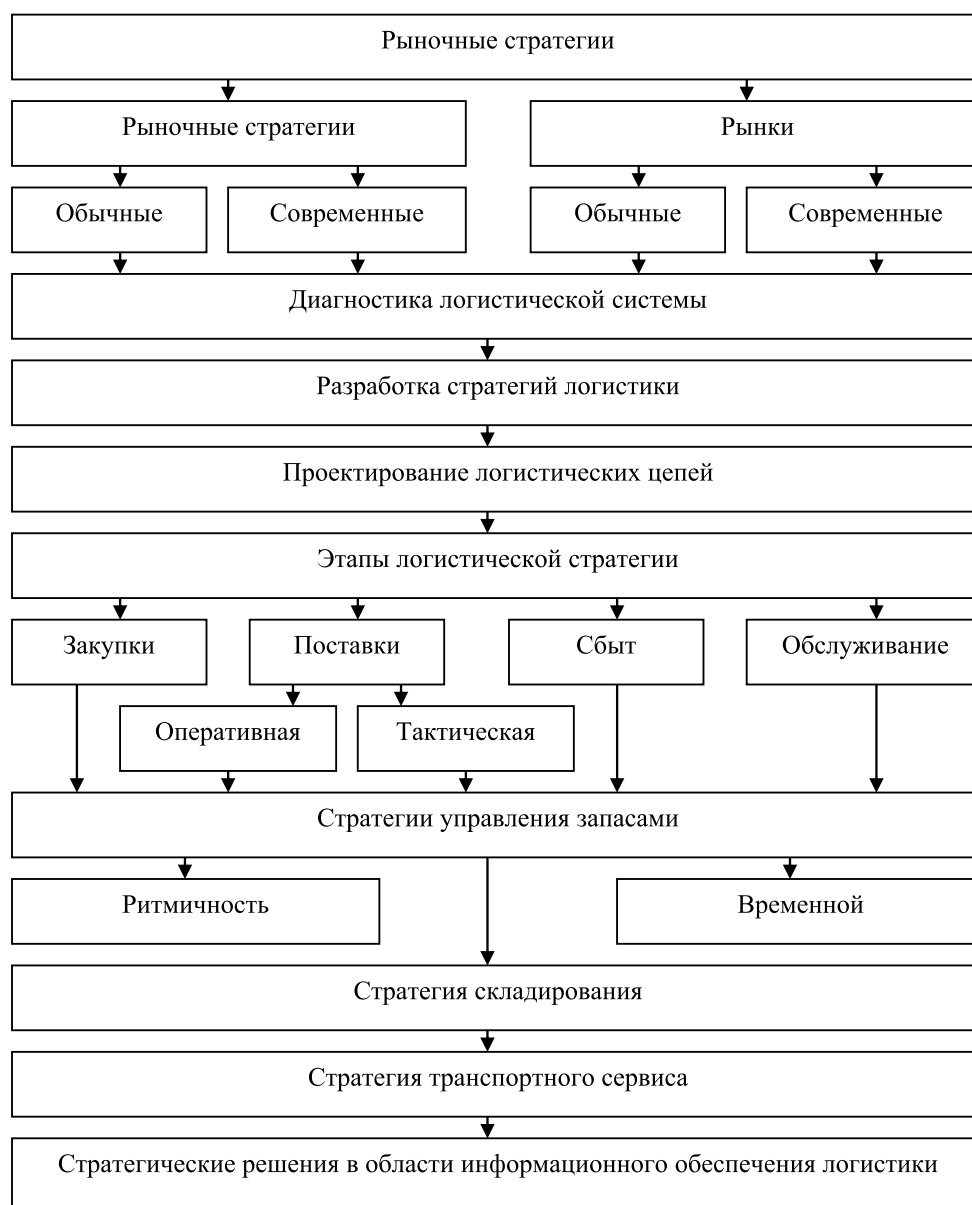 Рыночные стратегии
Рыночные стратегии
Рынки
Обычные
Современные
Обычные
Современные
Диагностика логистической системы
Разработка стратегий логистики
Проектирование логистических цепей
Этапы логистической стратегии
Закупки
Поставки
Сбыт
Обслуживание
Оперативная
Тактическая
Стратегии управления запасами
Ритмичность
Временной
Стратегия складирования
Стратегия транспортного сервиса
Стратегические решения в области информационного обеспечения логистики